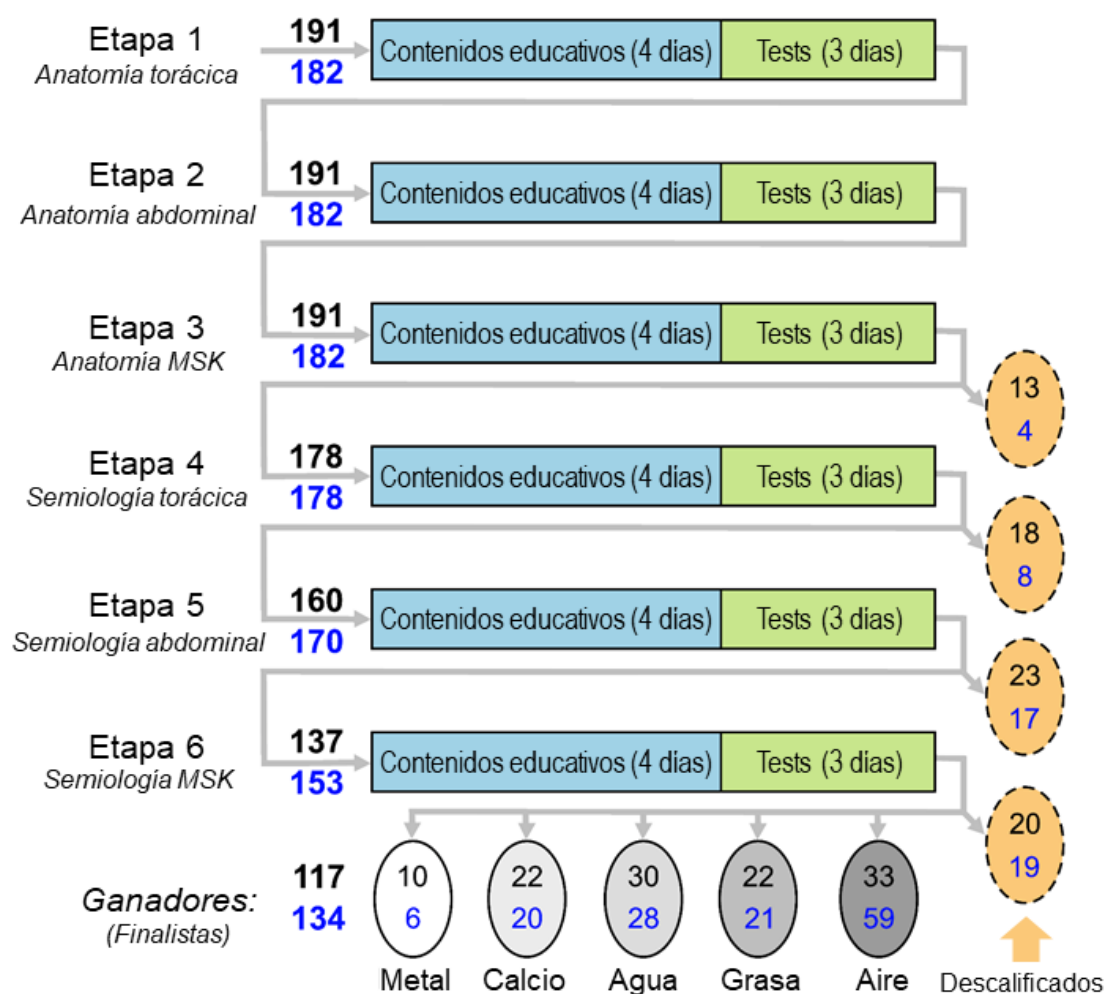 Etapa 1
Anatomía torácica
191
182
Contenidos educativos (4 días)
Tests (3 días)
Etapa 2
Anatomía abdominal
191
182
Contenidos educativos (4 días)
Tests (3 días)
Etapa 3
Anatomía MSK
191
182
Contenidos educativos (4 días)
Tests (3 días)
13
4
Etapa 4
Semiología torácica
178
178
Contenidos educativos (4 días)
Tests (3 días)
18
8
Etapa 5
Semiología abdominal
160
170
Contenidos educativos (4 días)
Tests (3 días)
23
17
Etapa 6
Semiología MSK
137
153
Contenidos educativos (4 días)
Tests (3 días)
20
19
Ganadores:
(Finalistas)
117
134
10
6
22
20
30
28
22
21
33
59
Metal
Calcio
Agua
Grasa
Aire
Descalificados